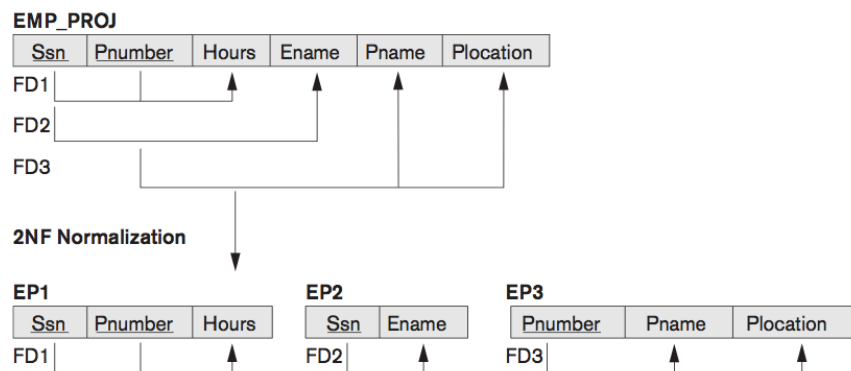 EMP_PROJ
Ssn Pnumber Hours Ename Pname Plocation
FD1
FD2
FD3
2NF Normalization
EP1 EP2 EP3
Ssn Pnumber Hours Ssn Ename Pnumber Pname Plocation
FD1 FD2 FD3